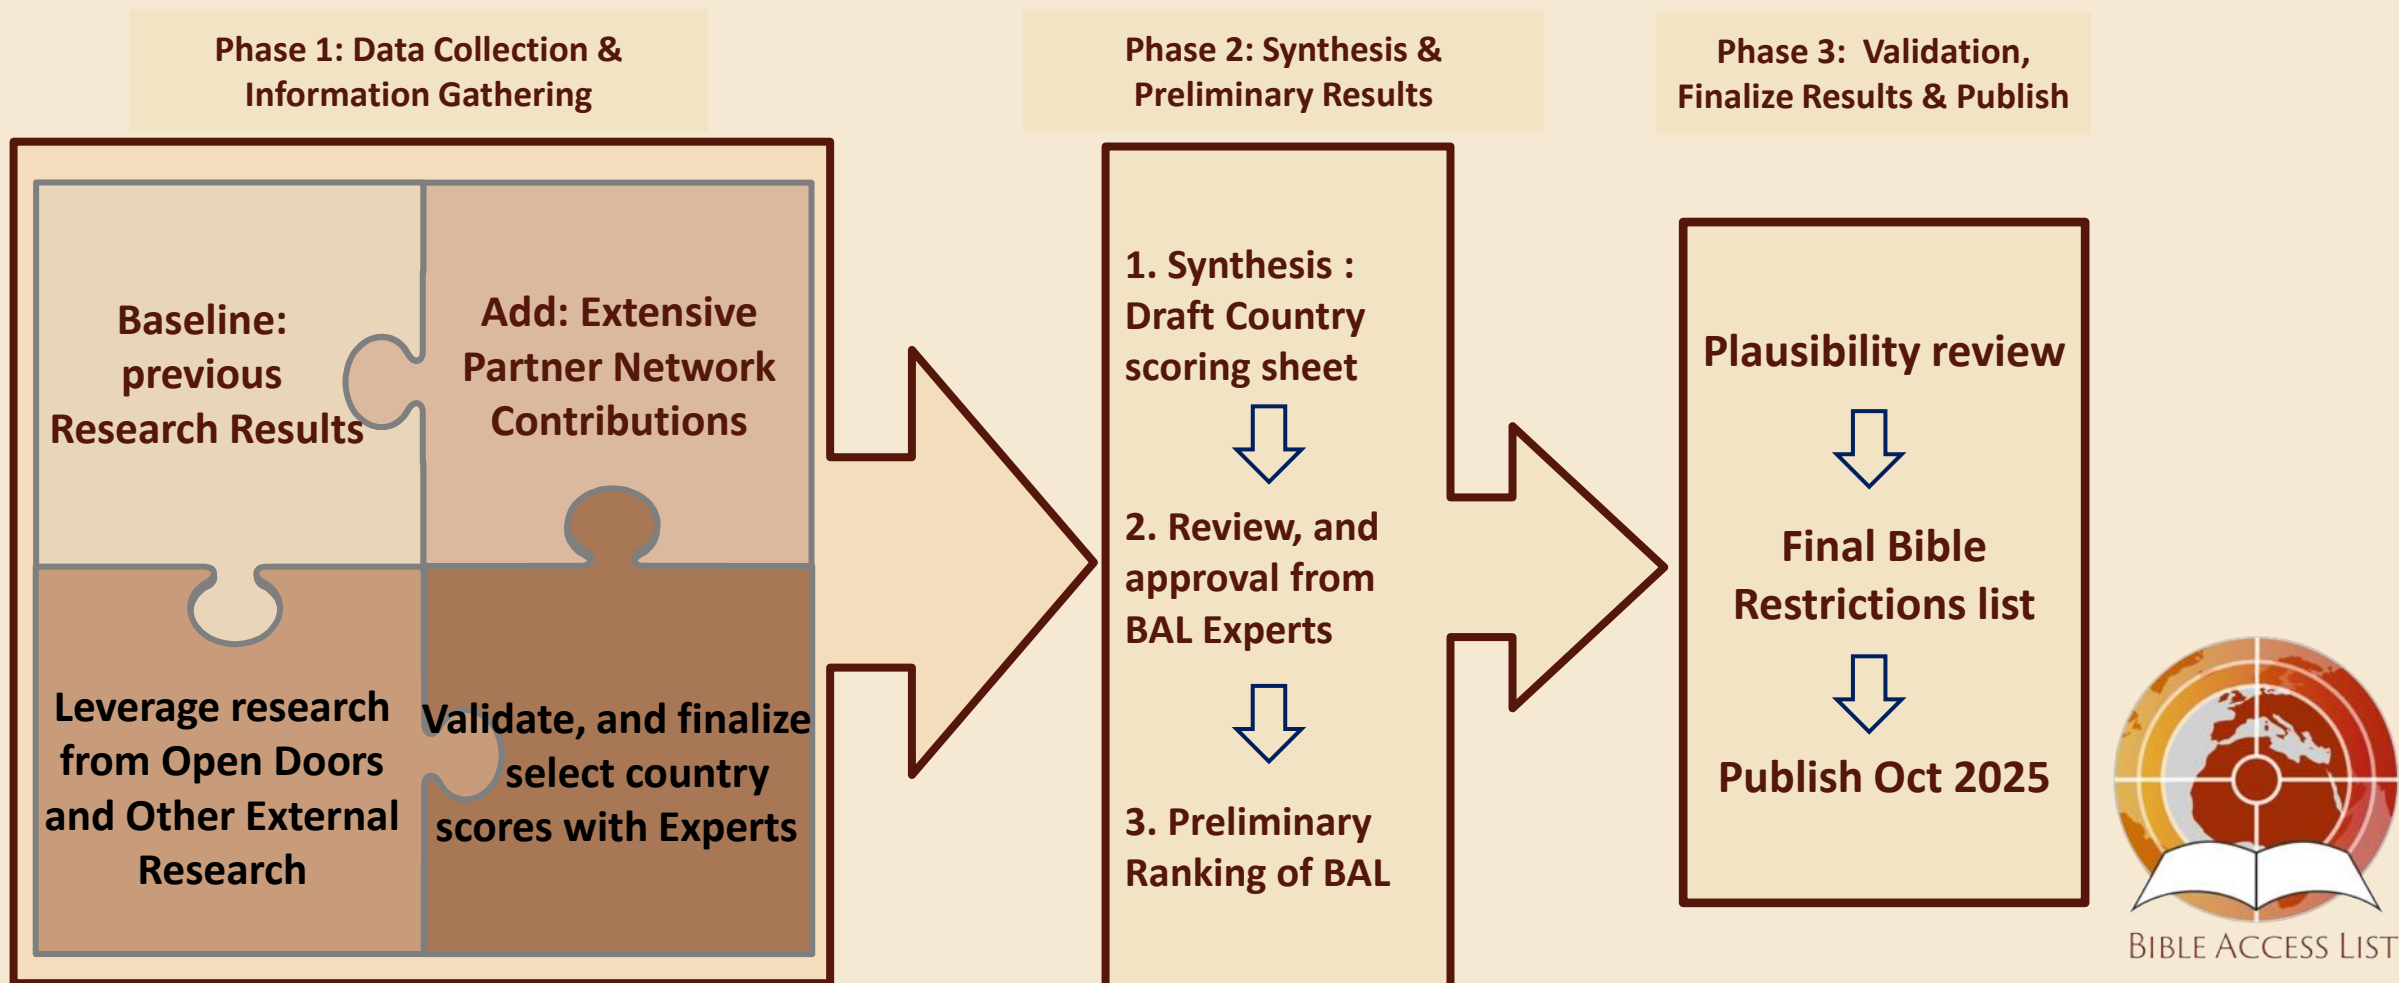 Phase 1: Data Collection &
Information Gathering
Baseline:
previous
Research Results
Add: Extensive
Partner Network
Contributions
Leverage research
from Open Doors
and Other External
Research
Validate, and finalize
select country
scores with Experts
Phase 2: Synthesis &
Preliminary Results
1. Synthesis :
Draft Country
scoring sheet
2. Review, and
approval from
BAL Experts
3. Preliminary
Ranking of BAL
Phase 3:  Validation,
Finalize Results & Publish
Plausibility review
Final Bible
Restrictions list
Publish Oct 2025
BIBLE ACCESS LIST